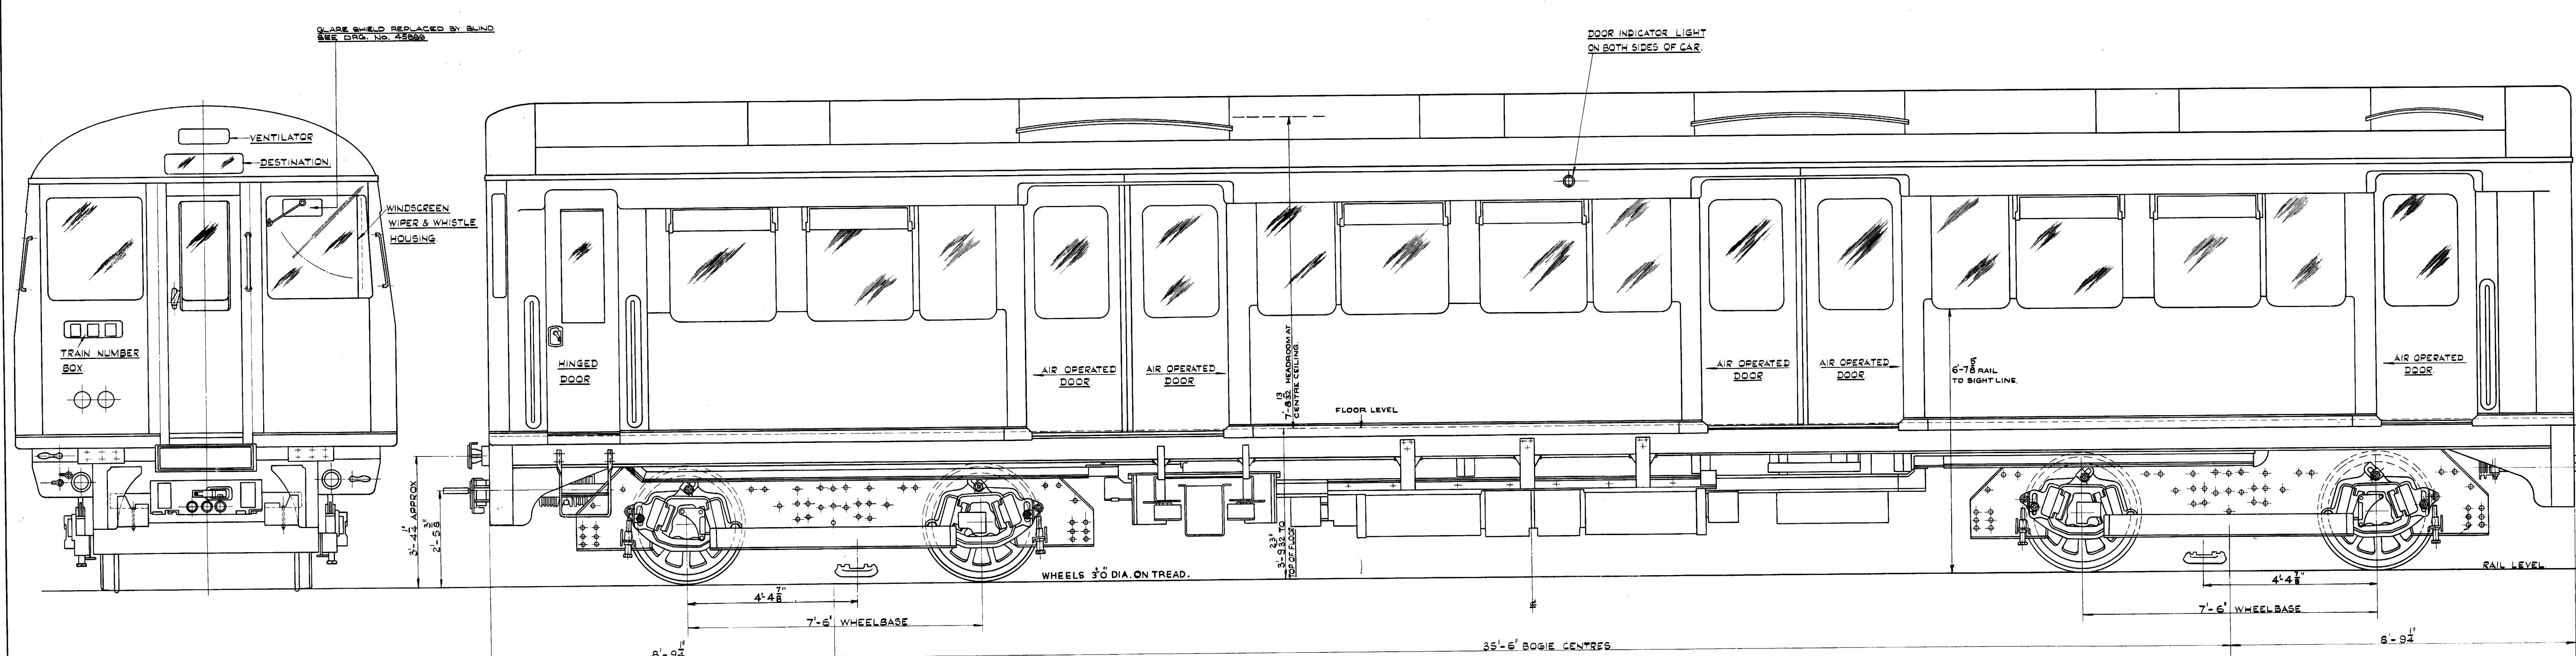 GLARE SHIELD REPLACED BY BLIND
SEE DRG. No. 45889
DOOR INDICATOR LIGHT
ON BOTH SIDES OF CAR.
VENTILATOR
DESTINATION.
WINDSCREEN
WIPER & WHISTLE
HOUSING.
TRAIN NUMBER
BOX.
HINGED
DOOR
AIR OPERATED
DOOR
AIR OPERATED
DOOR
7'-8 13/32" HEADROOM AT
CENTRE CEILING.
FLOOR LEVEL
AIR OPERATED
DOOR
AIR OPERATED
DOOR
6'-7 5/8" RAIL
TO SIGHT LINE.
AIR OPERATED
DOOR.
3'-4 1/4" APPROX
2'-5 3/8"
3'-9 23/32" TO
TOP OF FLOOR
WHEELS 3'0" DIA. ON TREAD.
RAIL LEVEL
4'-4 7/8"
4'-4 7/8"
7'-6" WHEELBASE
7'-6" WHEELBASE
8'-9 1/4"
35'-6" BOGIE CENTRES
8'-9 1/4"